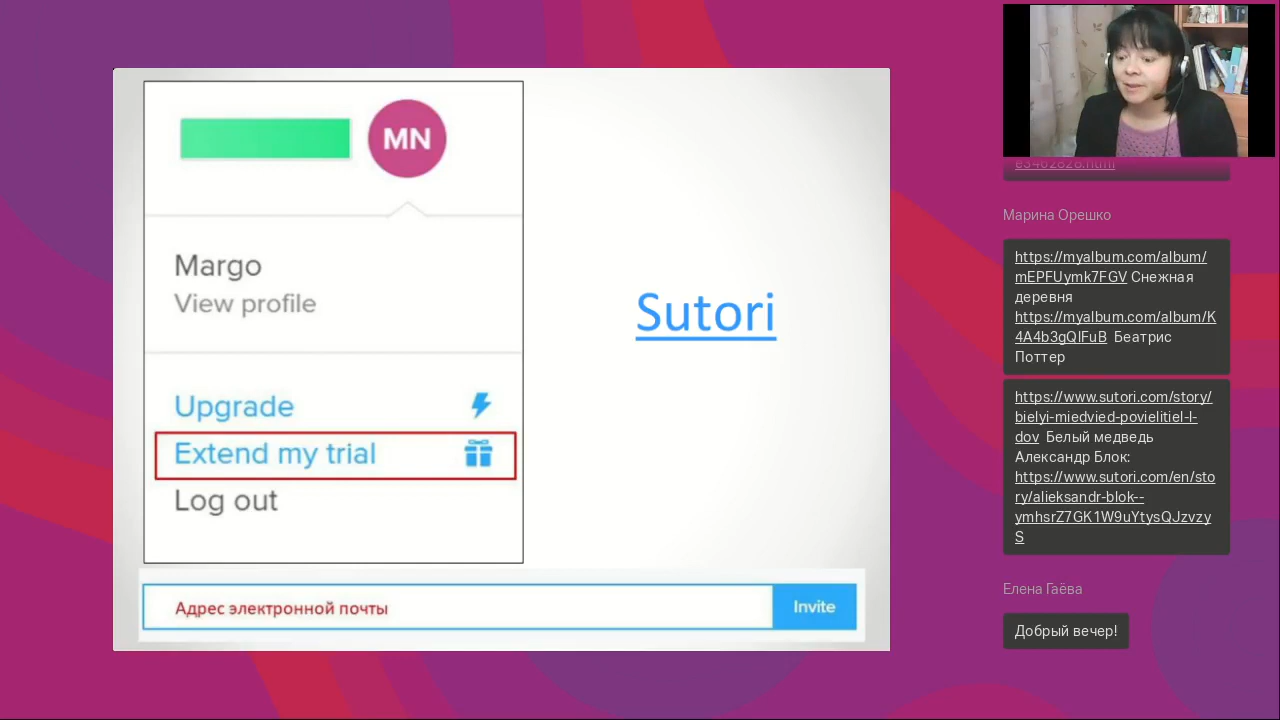 MN
Margo
View profile
Upgrade
Extend my trial
Log out
Sutori
Адрес электронной почты
Invite
e3402828.html
Марина Орешко
https://myalbum.com/album/
mEPFUymk7FGV Снежная
деревня
https://myalbum.com/album/K
4A4b3gQlFuB Беатрис
Поттер
https://www.sutori.com/story/
bielyi-miedvied-povielitiel-l-
dov Белый медведь
Александр Блок:
https://www.sutori.com/en/sto
ry/alieksandr-blok--
ymhsrZ7GK1W9uYtysQJzvzy
S
Елена Гаёва
Добрый вечер!